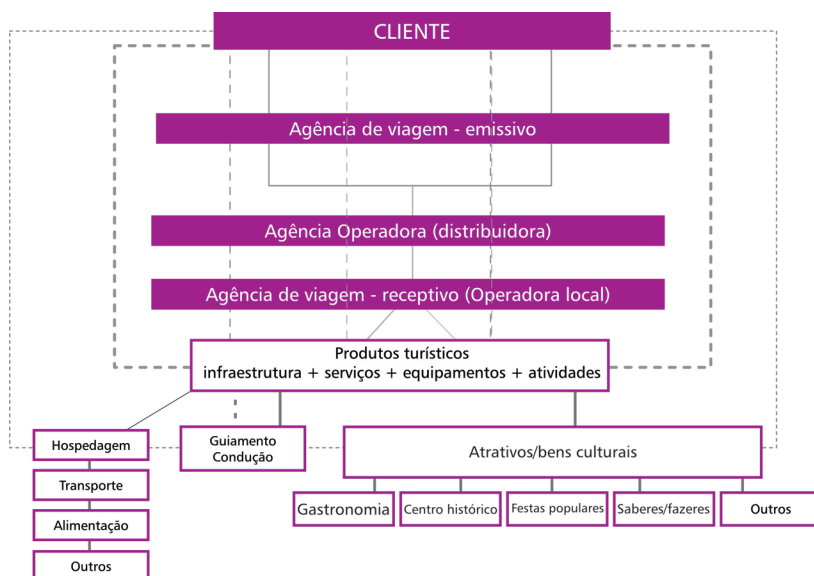 CLIENTE
Agência de viagem - emissivo
Agência Operadora (distribuidora)
Agência de viagem - receptivo (Operadora local)
Produtos turísticos
infraestrutura + serviços + equipamentos + atividades
Hospedagem
Transporte
Alimentação
Outros
Guiamento
Condução
Atrativos/bens culturais
Gastronomia
Centro histórico
Festas populares
Saberes/fazeres
Outros